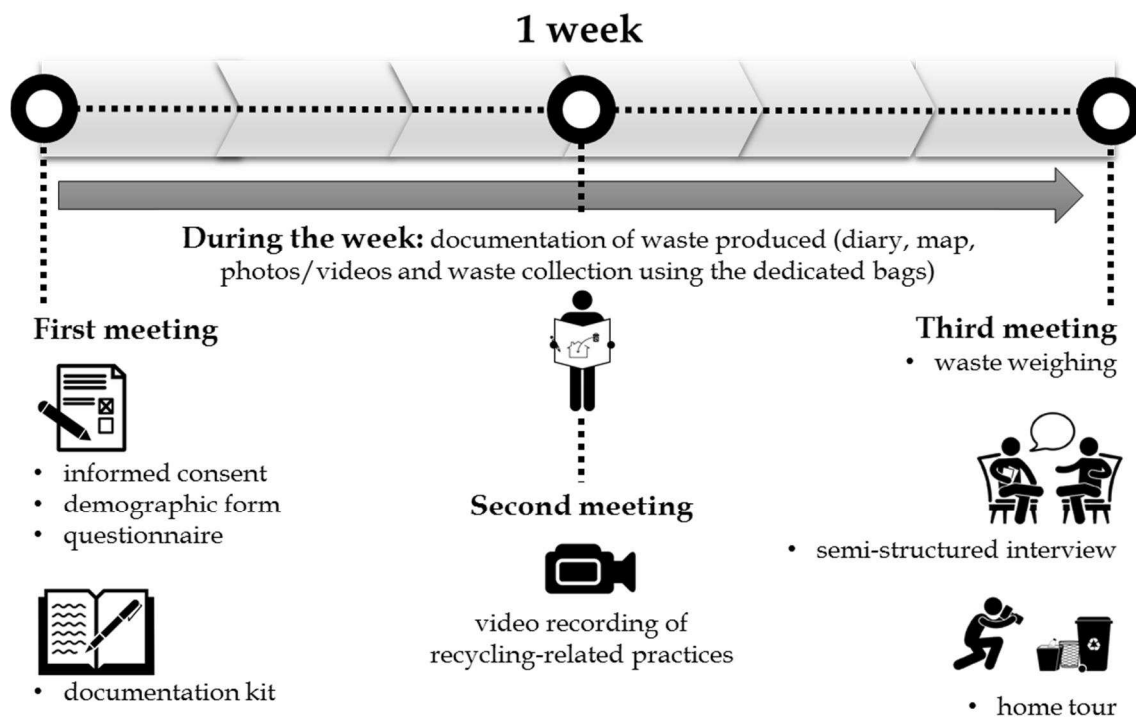 1 week
During the week: documentation of waste produced (diary, map,
photos/videos and waste collection using the dedicated bags)
First meeting
• informed consent
• demographic form
• questionnaire
• documentation kit
Second meeting
video recording of
recycling-related practices
Third meeting
• waste weighing
• semi-structured interview
• home tour